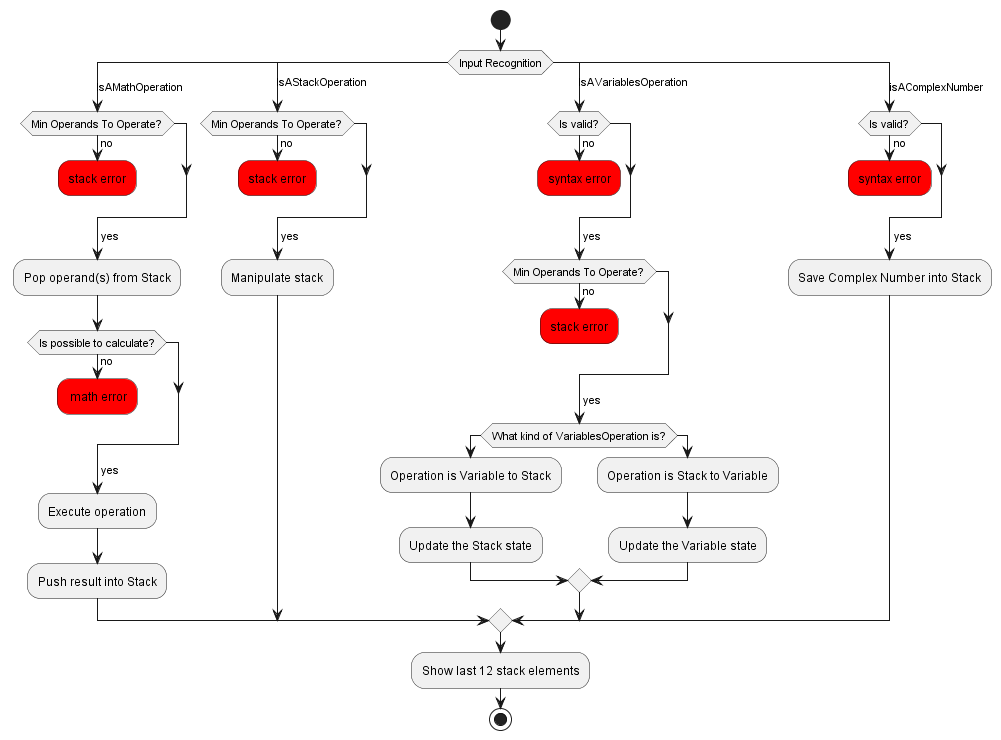 Input Recognition
sAMathOperation
sAStackOperation
sAVariablesOperation
isAComplexNumber
Min Operands To Operate?
Min Operands To Operate?
Is valid?
Is valid?
no
no
no
no
stack error
stack error
syntax error
syntax error
yes
yes
yes
yes
Pop operand(s) from Stack
Manipulate stack
Min Operands To Operate?
Save Complex Number into Stack
no
stack error
Is possible to calculate?
no
math error
yes
What kind of VariablesOperation is?
yes
Operation is Variable to Stack
Operation is Stack to Variable
Execute operation
Update the Stack state
Update the Variable state
Push result into Stack
Show last 12 stack elements